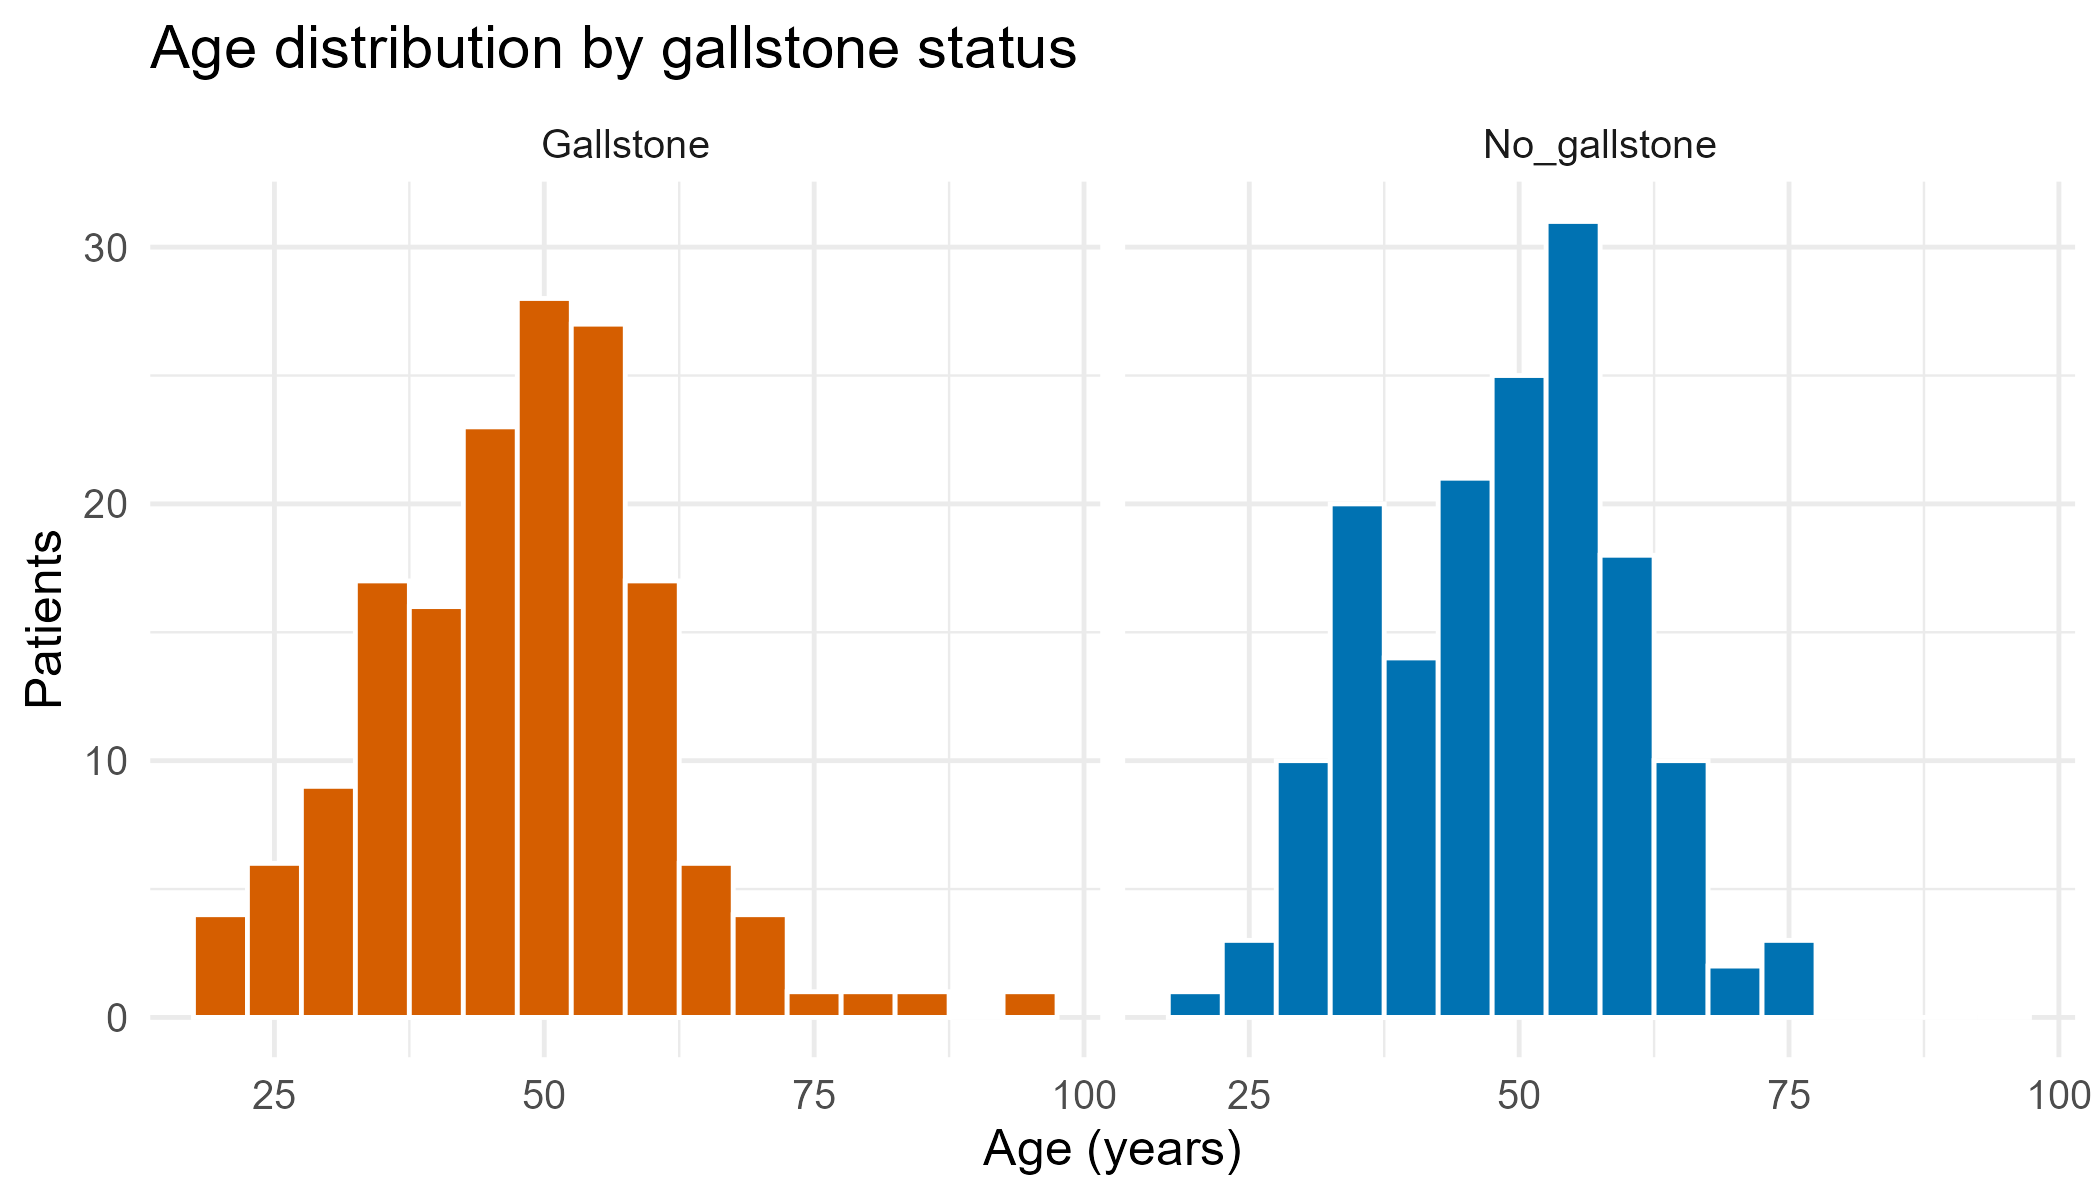 Age distribution by gallstone status
Gallstone
No_gallstone
30
20
10
0
Patients
25 50 75 100 25 50 75 100
Age (years)